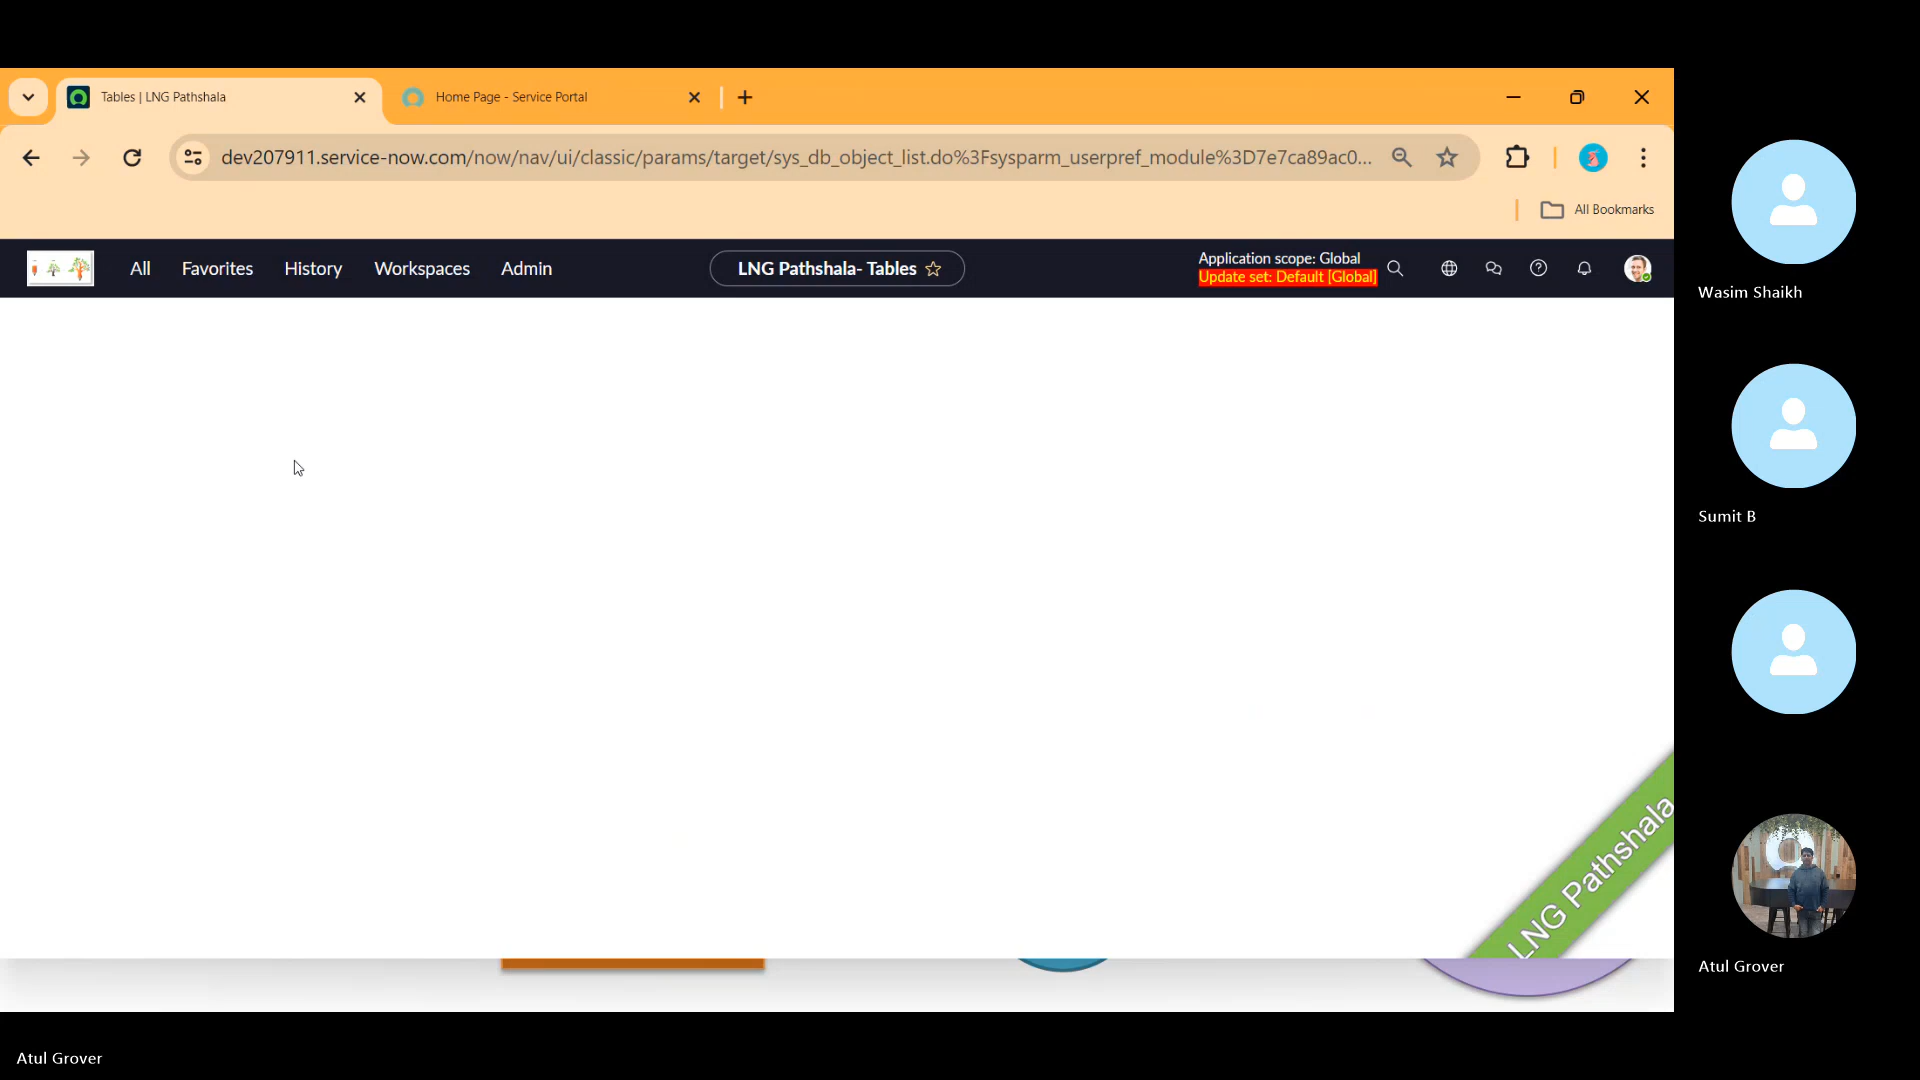 Tables | LNG Pathshala
Home Page - Service Portal
dev207911.service-now.com/now/nav/ui/classic/params/target/sys_db_object_list.do%3Fsysparm_userpref_module%3D7e7ca89ac0...
All Bookmarks
All
Favorites
History
Workspaces
Admin
LNG Pathshala- Tables
Application scope: Global
Update set: Default [Global]
LNG Pathshala
Wasim Shaikh
Sumit B
Atul Grover
Atul Grover